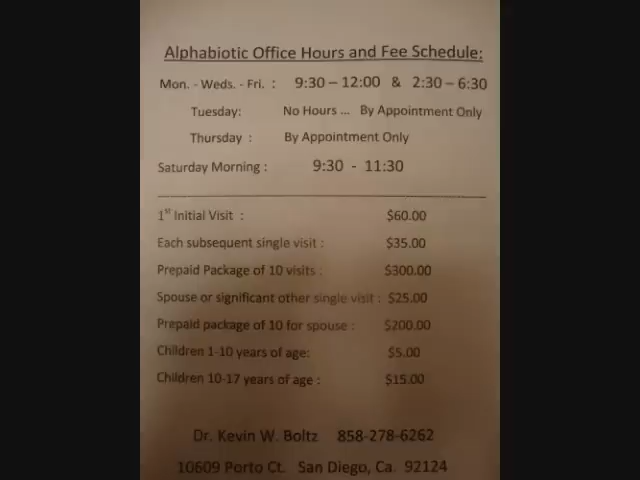 Alphabiotic Office Hours and Fee Schedule:
Mon. - Weds. - Fri. : 9:30 – 12:00 & 2:30 – 6:30
Tuesday: No Hours ... By Appointment Only
Thursday : By Appointment Only
Saturday Morning : 9:30 - 11:30
1st Initial Visit : $60.00
Each subsequent single visit : $35.00
Prepaid Package of 10 visits : $300.00
Spouse or significant other single visit : $25.00
Prepaid package of 10 for spouse : $200.00
Children 1-10 years of age: $5.00
Children 10-17 years of age : $15.00
Dr. Kevin W. Boltz 858-278-6262
10609 Porto Ct. San Diego, Ca. 92124